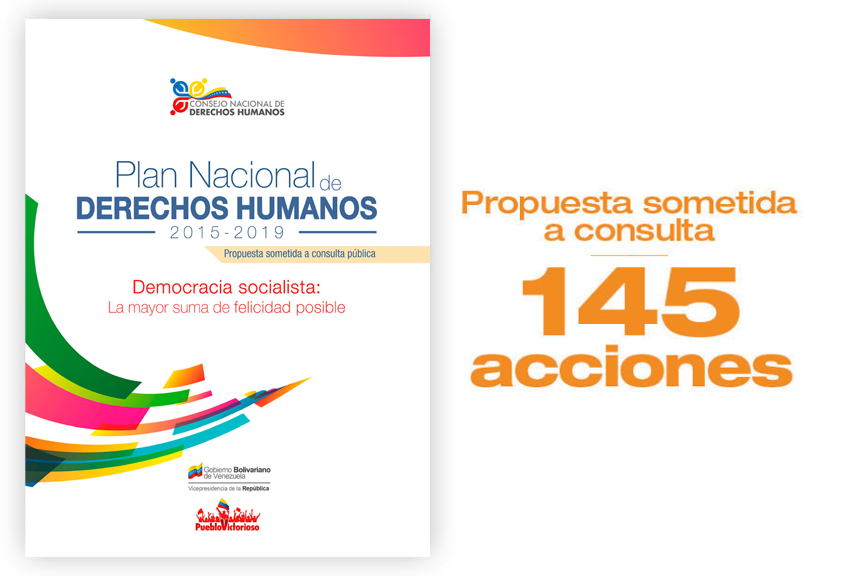 CONSEJO NACIONAL DE
DERECHOS HUMANOS
Plan Nacional de
DERECHOS HUMANOS
2015-2019
Propuesta sometida a consulta pública
Democracia socialista:
La mayor suma de felicidad posible
Gobierno Bolivariano
de Venezuela
Vicepresidencia de la República
PuebloVictorioso
Propuesta sometida
a consulta
145
acciones